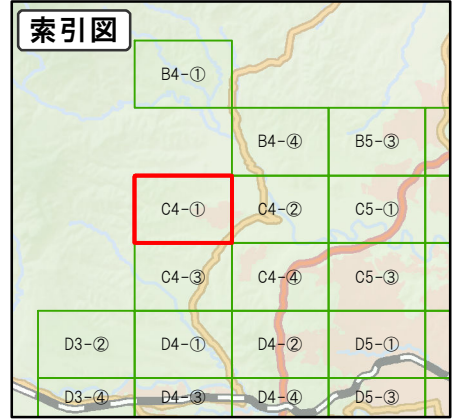 索引図
B4-①
B4-④ B5-③
C4-① C4-② C5-①
C4-③ C4-④ C5-③
D3-② D4-① D4-② D5-①
D3-④ D4-③ D4-④ D5-③